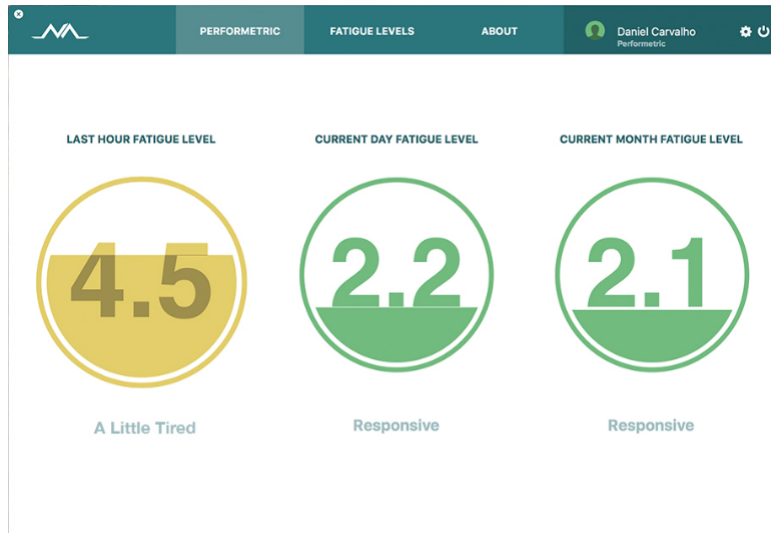 PERFORMETRIC
FATIGUE LEVELS
ABOUT
Daniel Carvalho
Performetric
LAST HOUR FATIGUE LEVEL
CURRENT DAY FATIGUE LEVEL
CURRENT MONTH FATIGUE LEVEL
4.5
2.2
2.1
A Little Tired
Responsive
Responsive